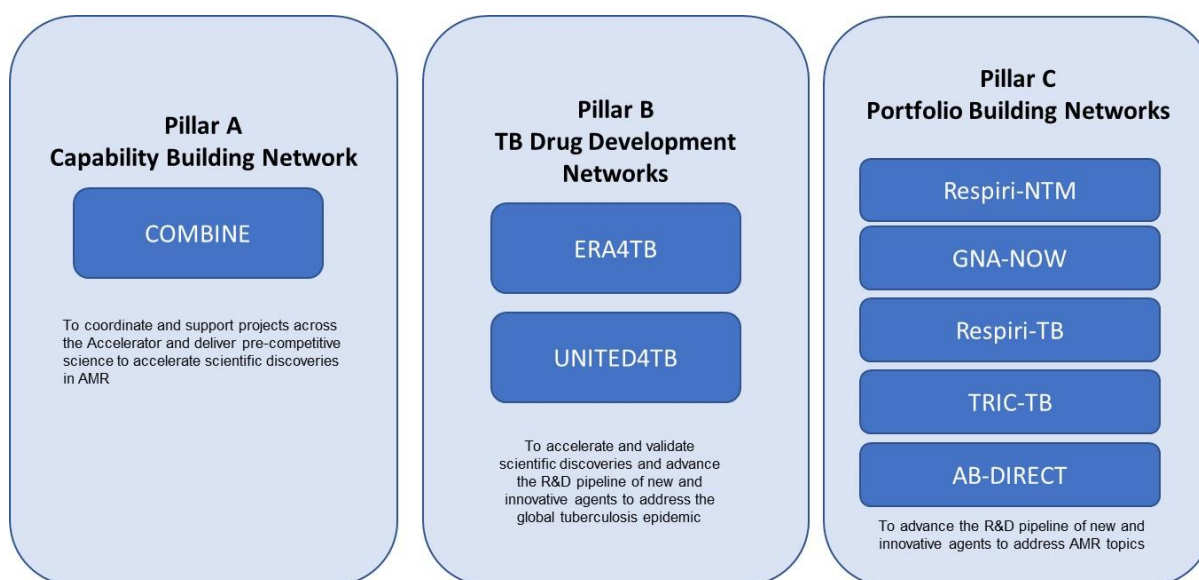 Pillar A
Capability Building Network
COMBINE
To coordinate and support projects across
the Accelerator and deliver pre-competitive
science to accelerate scientific discoveries
in AMR
Pillar B
TB Drug Development
Networks
ERA4TB
UNITED4TB
To accelerate and validate
scientific discoveries and advance
the R&D pipeline of new and
innovative agents to address the
global tuberculosis epidemic
Pillar C
Portfolio Building Networks
Respiri-NTM
GNA-NOW
Respiri-TB
TRIC-TB
AB-DIRECT
To advance the R&D pipeline of new and
innovative agents to address AMR topics